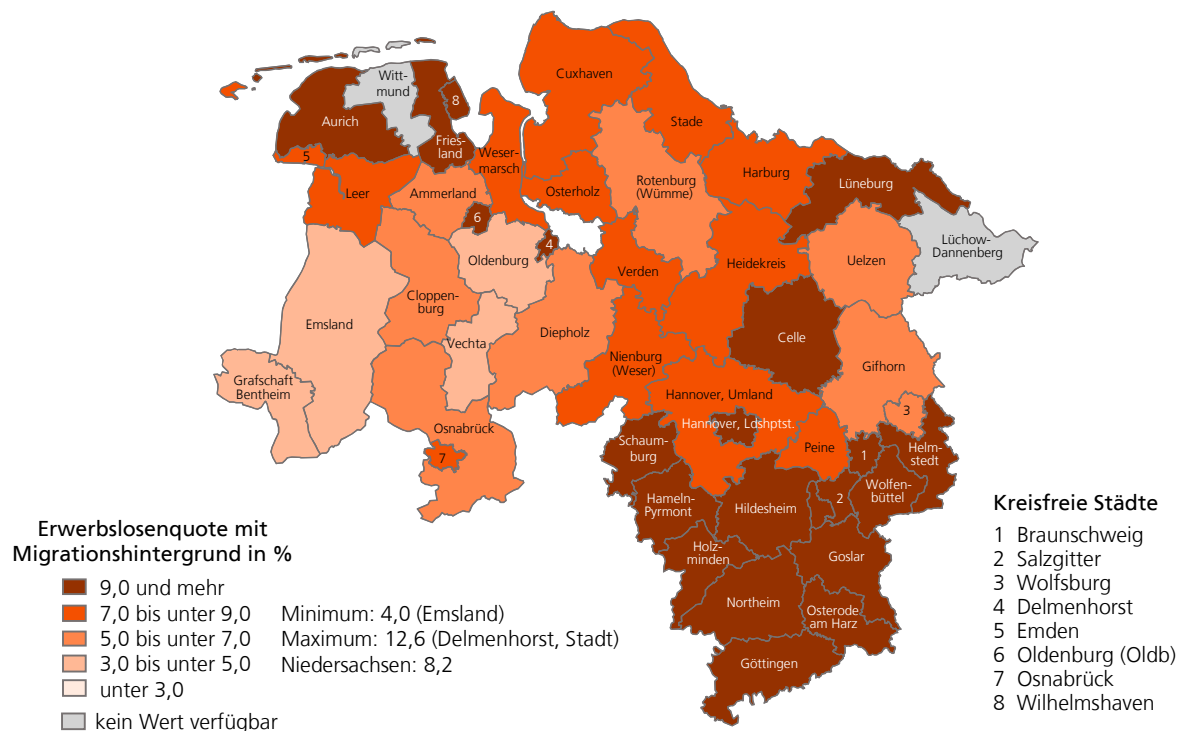 Cuxhaven
Witt-
mund
8
Aurich
Stade
Fries-
land
Weser-
marsch
5
Leer
Ammerland
Osterholz
Rotenburg
(Wümme)
Harburg
Lüneburg
6
4
Oldenburg
Verden
Heidekreis
Uelzen
Lüchow-
Dannenberg
Cloppen-
burg
Emsland
Vechta
Diepholz
Celle
Nienburg
(Weser)
Gifhorn
Grafschaft
Bentheim
Hannover, Umland
3
Hannover, Ldshptst.
Osnabrück
Schaum-
burg
Peine
1
Helm-
stedt
7
Wolfen-
büttel
2
Hameln-
Pyrmont
Hildesheim
Holz-
minden
Goslar
Northeim
Osterode
am Harz
Göttingen
Erwerbslosenquote mit
Migrationshintergrund in %
9,0 und mehr
7,0 bis unter 9,0
5,0 bis unter 7,0
3,0 bis unter 5,0
unter 3,0
kein Wert verfügbar
Minimum: 4,0 (Emsland)
Maximum: 12,6 (Delmenhorst, Stadt)
Niedersachsen: 8,2
Kreisfreie Städte
1 Braunschweig
2 Salzgitter
3 Wolfsburg
4 Delmenhorst
5 Emden
6 Oldenburg (Oldb)
7 Osnabrück
8 Wilhelmshaven